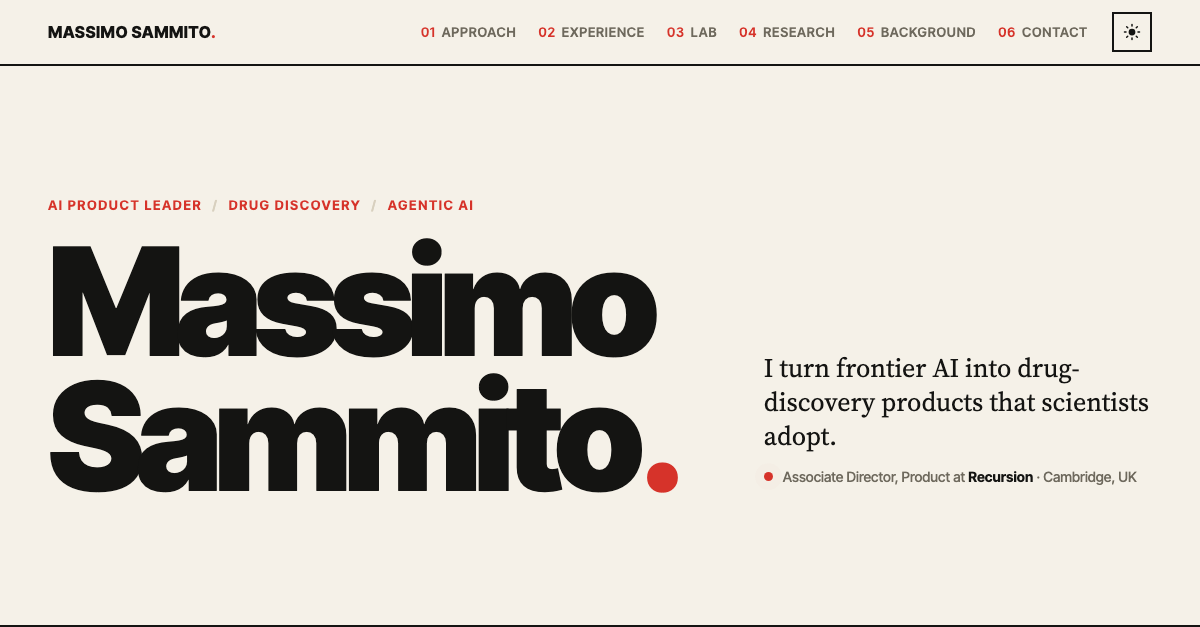 MASSIMO SAMMITO.
01 APPROACH 02 EXPERIENCE 03 LAB 04 RESEARCH 05 BACKGROUND 06 CONTACT
AI PRODUCT LEADER / DRUG DISCOVERY / AGENTIC AI
Massimo
Sammito.
I turn frontier AI into drug-
discovery products that scientists
adopt.
Associate Director, Product at Recursion · Cambridge, UK